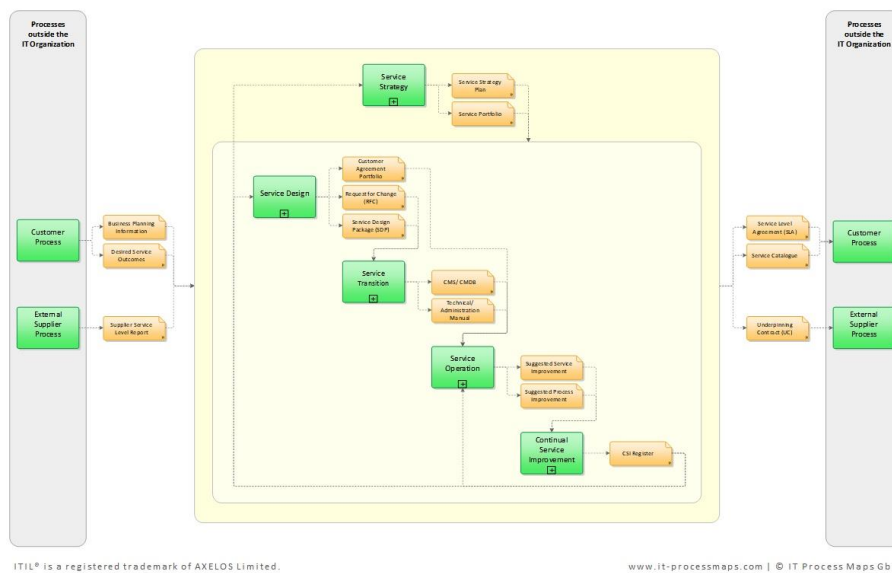 Processes
outside the
IT Organization
Processes
outside the
IT Organization
Service
Strategy
Service Strategy
Plan
Service Portfolio
Service Design
Customer
Agreement
Portfolio
Request for Change
(RFC)
Service Design
Package (SDP)
Customer
Process
Business Planning
Information
Desired Service
Outcomes
Service Level
Agreement (SLA)
Service Catalogue
Customer
Process
Service
Transition
CMS/ CMDB
Technical/
Administration
Manual
External
Supplier
Process
Supplier Service
Level Report
Underpinning
Contract (UC)
External
Supplier
Process
Service
Operation
Suggested Service
Improvement
Suggested Process
Improvement
Continual
Service
Improvement
CSI Register
ITIL® is a registered trademark of AXELOS Limited.
www.it-processmaps.com | © IT Process Maps Gb